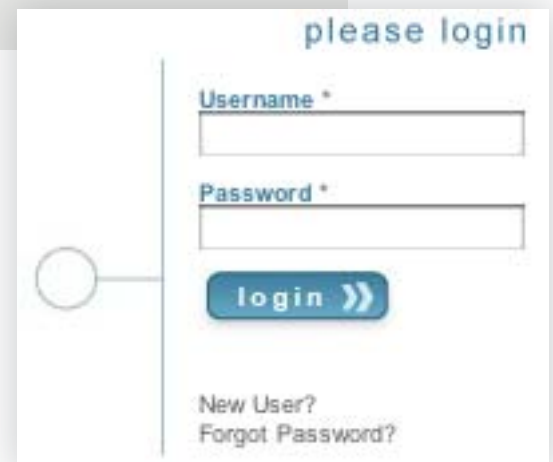 please login
Username *
Password *
login
New User?
Forgot Password?